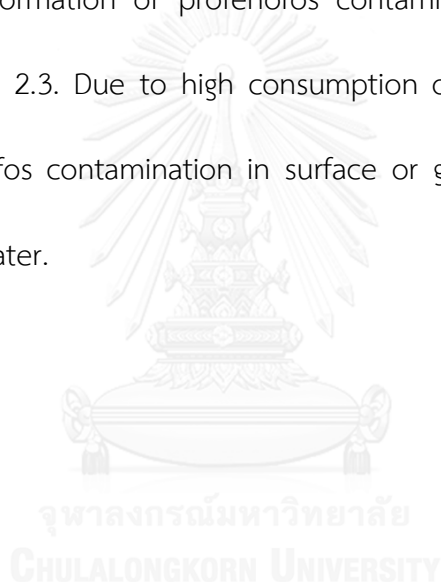 formation of profenofos contamin
2.3. Due to high consumption
fos contamination in surface or g
ater.
จุฬาลงกรณ์มหาวิทยาลัย
CHULALONGKORN UNIVERSITY